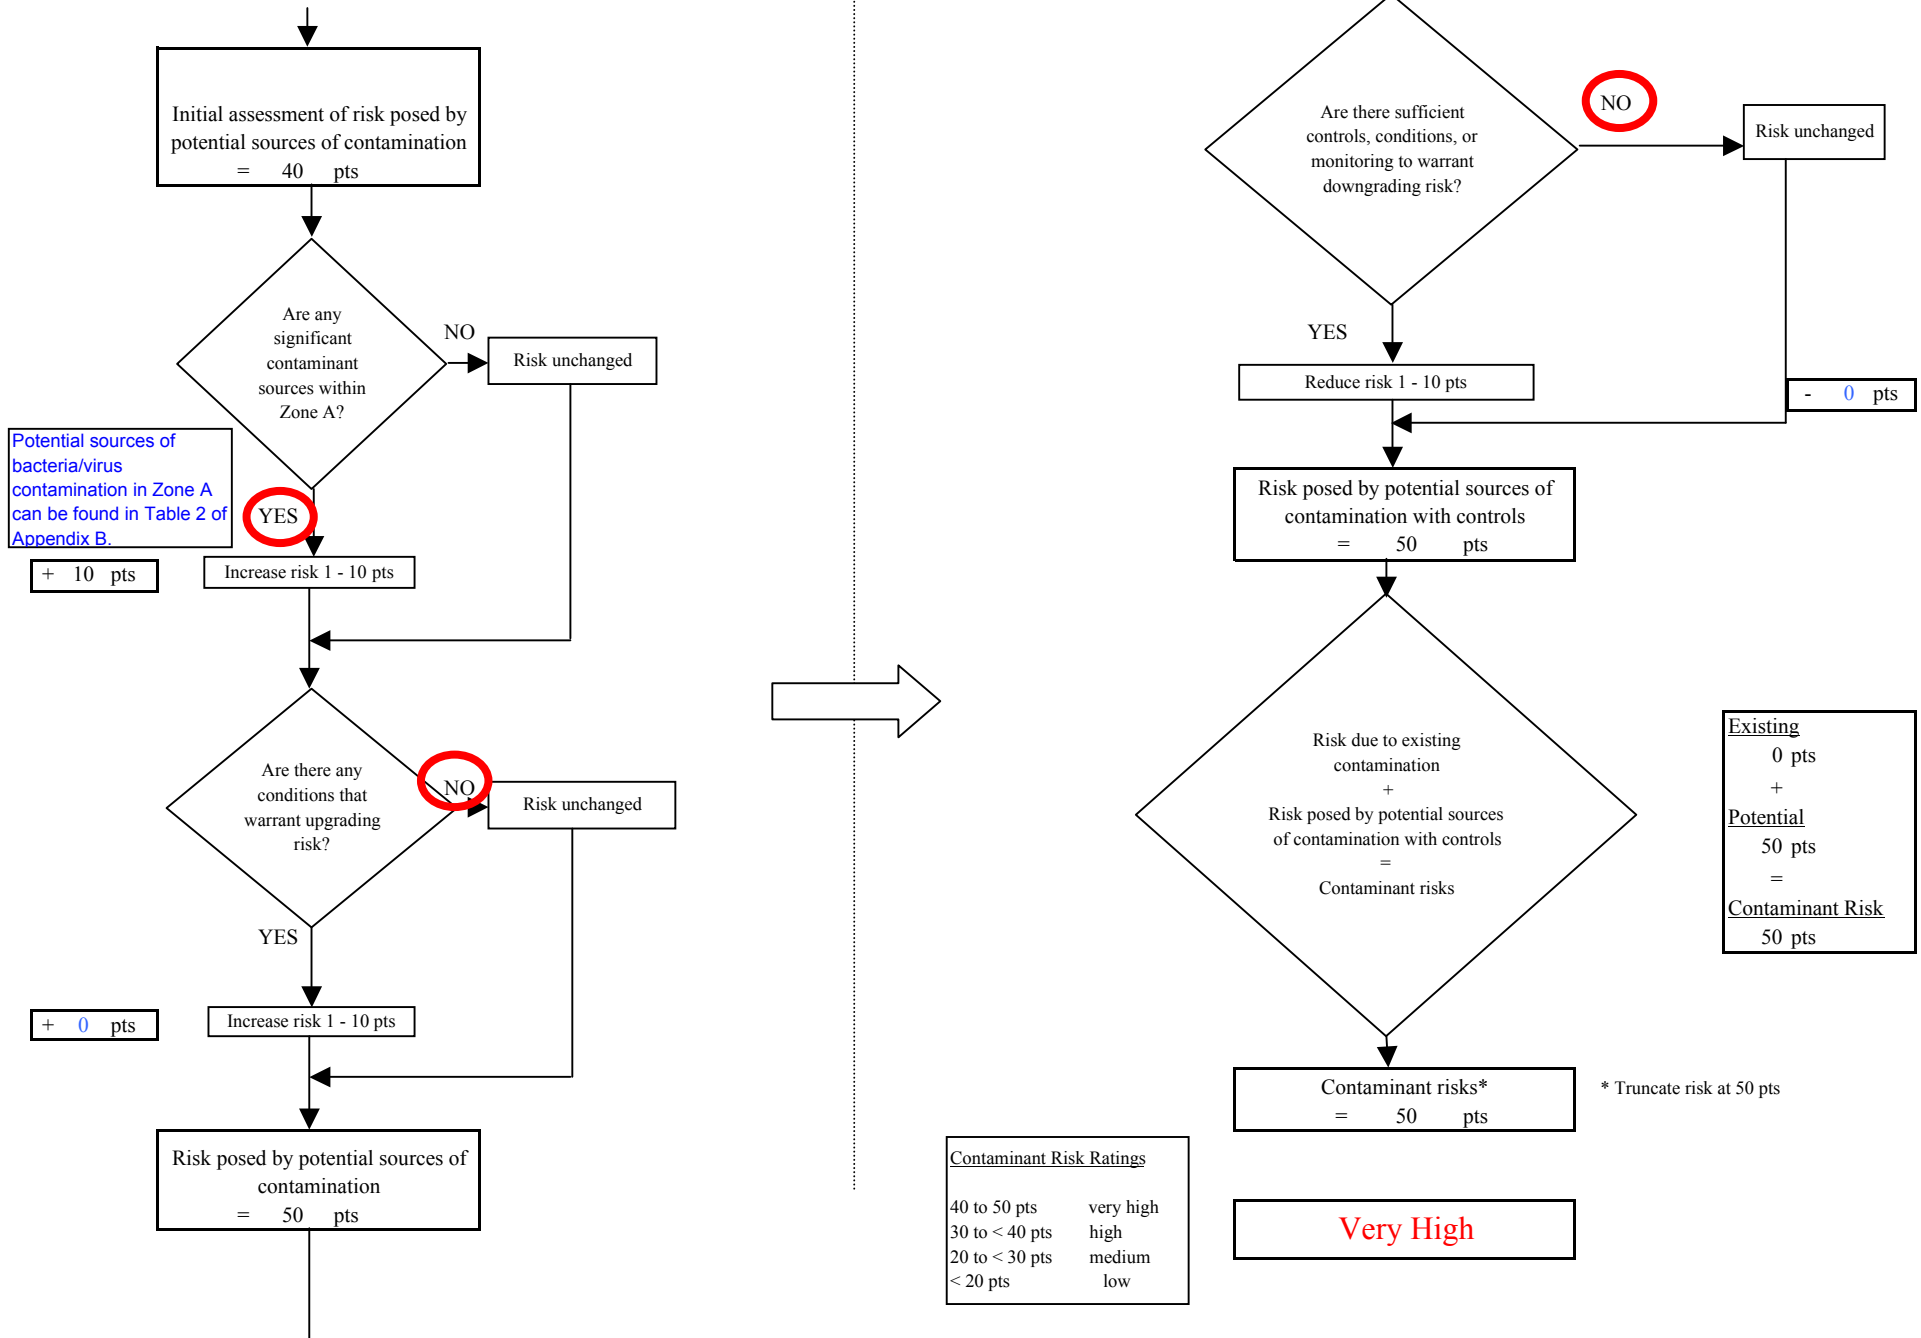 Initial assessment of risk posed by
potential sources of contamination
= 40 pts
Are any
significant
contaminant
sources within
Zone A?
NO
Risk unchanged
Potential sources of
bacteria/virus
contamination in Zone A
can be found in Table 2 of
Appendix B.
YES
+ 10 pts
Increase risk 1 - 10 pts
Are there any
conditions that
warrant upgrading
risk?
NO
Risk unchanged
YES
+ 0 pts
Increase risk 1 - 10 pts
Risk posed by potential sources of
contamination
= 50 pts
Are there sufficient
controls, conditions, or
monitoring to warrant
downgrading risk?
NO
Risk unchanged
YES
Reduce risk 1 - 10 pts
- 0 pts
Risk posed by potential sources of
contamination with controls
= 50 pts
Risk due to existing
contamination
+
Risk posed by potential sources
of contamination with controls
=
Contaminant risks
Existing
0 pts
+
Potential
50 pts
=
Contaminant Risk
50 pts
Contaminant risks*
= 50 pts
* Truncate risk at 50 pts
Contaminant Risk Ratings
40 to 50 pts very high
30 to < 40 pts high
20 to < 30 pts medium
< 20 pts low
Very High